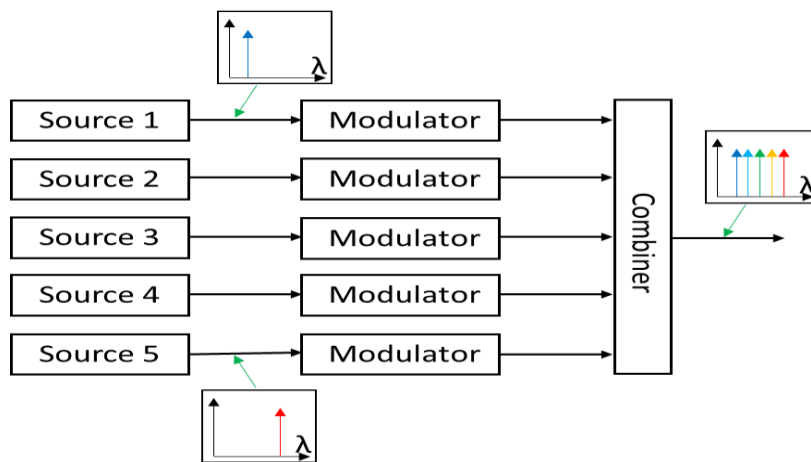 λ
Source 1 Modulator
Source 2 Modulator
λ
Source 3 Modulator
Combiner
Source 4 Modulator
Source 5 Modulator
λ